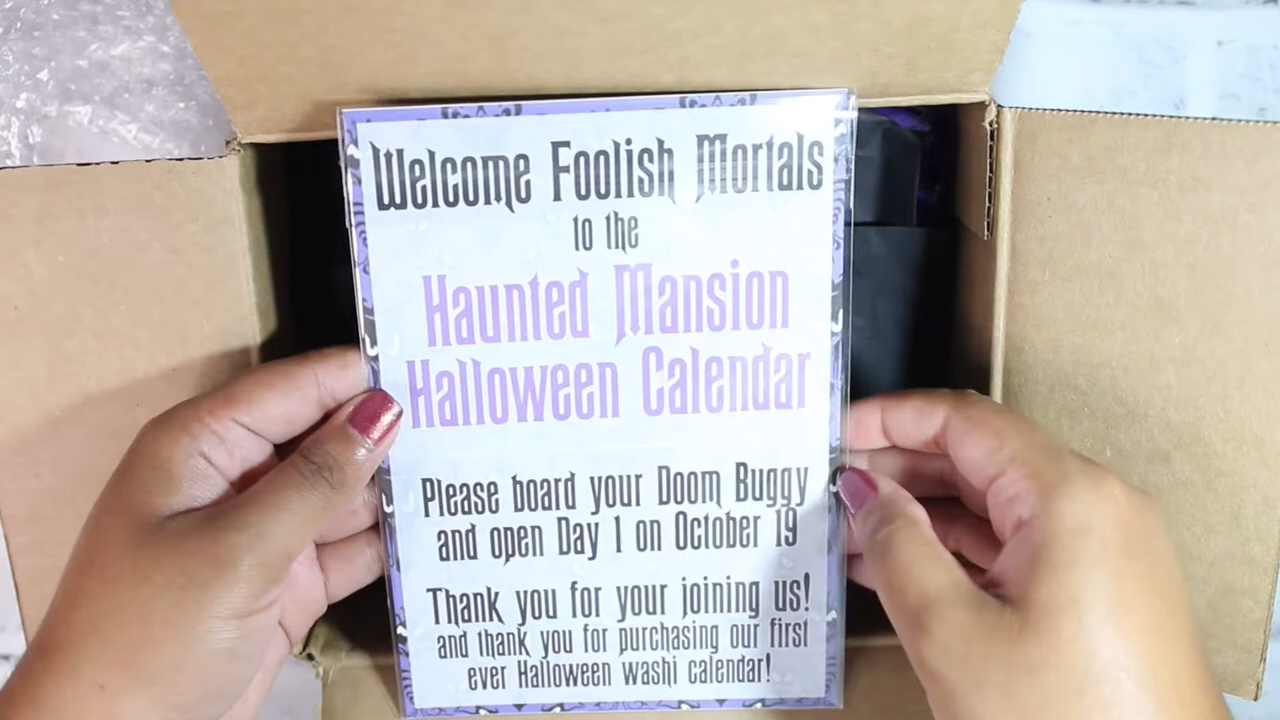 Welcome Foolish Mortals
to the
Haunted Mansion
Halloween Calendar
Please board your Doom Buggy
and open Day 1 on October 19
Thank you for your joining us!
and thank you for purchasing our first
ever Halloween washi calendar!